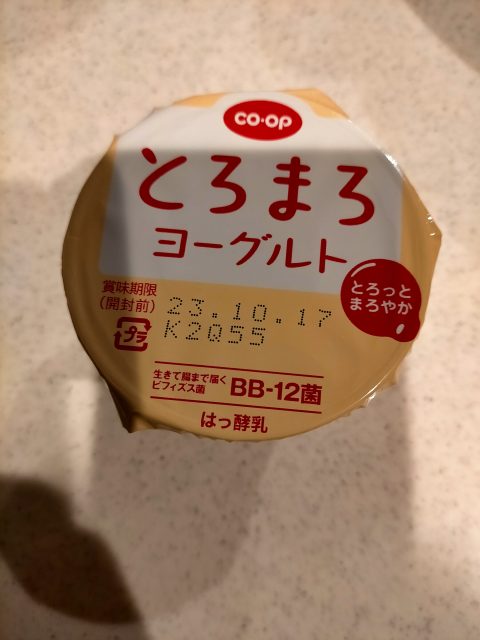 CO・OP
とろまろ
ヨーグルト
とろっと
まろやか
賞味期限
(開封前)
23.10.17
K2Q55
プラ
生きて腸まで届く
ビフィズス菌
BB-12菌
はっ酵乳